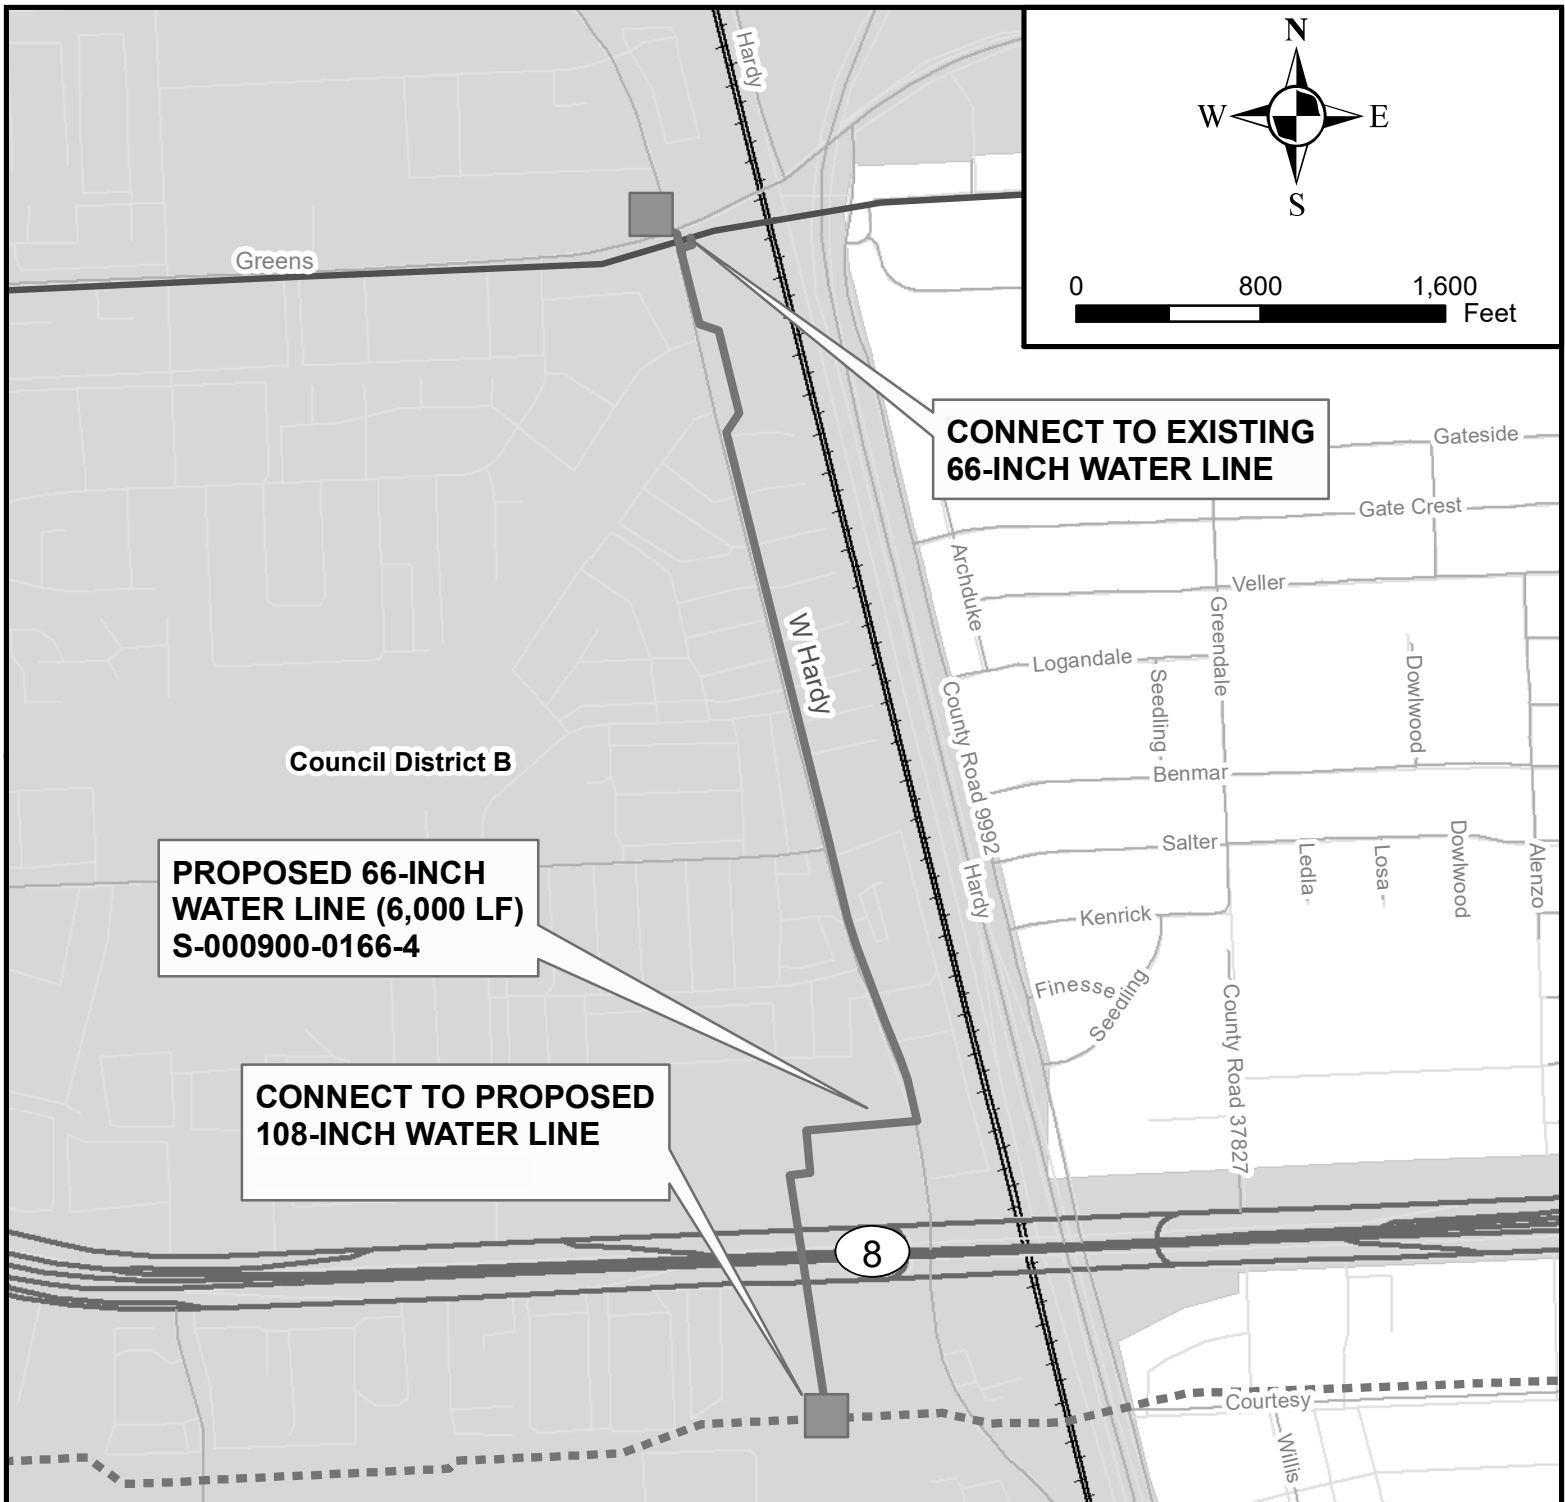 Hardy
N
W
E
S
0
800
1,600
Feet
Greens
CONNECT TO EXISTING
66-INCH WATER LINE
Gateside
Gate Crest
Archduke
Veller
Greendale
W Hardy
Logandale
Seedling
Dowlwood
County Road 9992
Council District B
Benmar
Salter
Ledla
Losa
Dowlwood
Alenzo
PROPOSED 66-INCH
WATER LINE (6,000 LF)
S-000900-0166-4
Hardy
Kenrick
Finesse
Seedling
County Road 37827
CONNECT TO PROPOSED
108-INCH WATER LINE
8
Courtesy
Willis